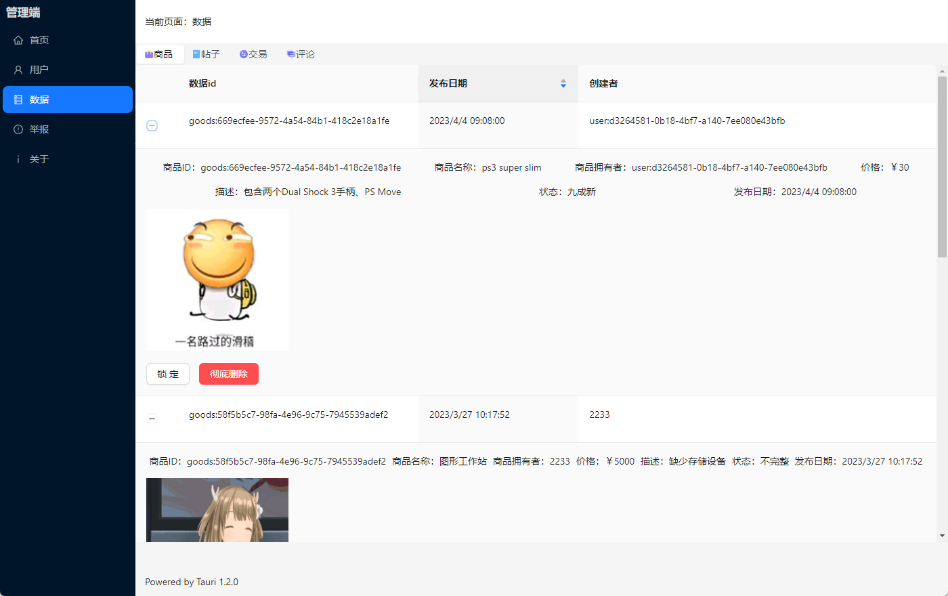 管理端
首页
用户
数据
举报
关于
当前页面：数据
商品 帖子 交易 评论
数据id 发布日期 创建者
goods:669ecfee-9572-4a54-84b1-418c2e18a1fe 2023/4/4 09:08:00 user:d3264581-0b18-4bf7-a140-7ee080e43bfb
商品ID：goods:669ecfee-9572-4a54-84b1-418c2e18a1fe 商品名称：ps3 super slim 商品拥有者：user:d3264581-0b18-4bf7-a140-7ee080e43bfb 价格：￥30
描述：包含两个Dual Shock 3手柄、PS Move 状态：九成新 发布日期：2023/4/4 09:08:00
一名路过的滑稽
锁 定 彻底删除
goods:58f5b5c7-98fa-4e96-9c75-7945539adef2 2023/3/27 10:17:52 2233
商品ID：goods:58f5b5c7-98fa-4e96-9c75-7945539adef2 商品名称：图形工作站 商品拥有者：2233 价格：￥5000 描述：缺少存储设备 状态：不完整 发布日期：2023/3/27 10:17:52
Powered by Tauri 1.2.0